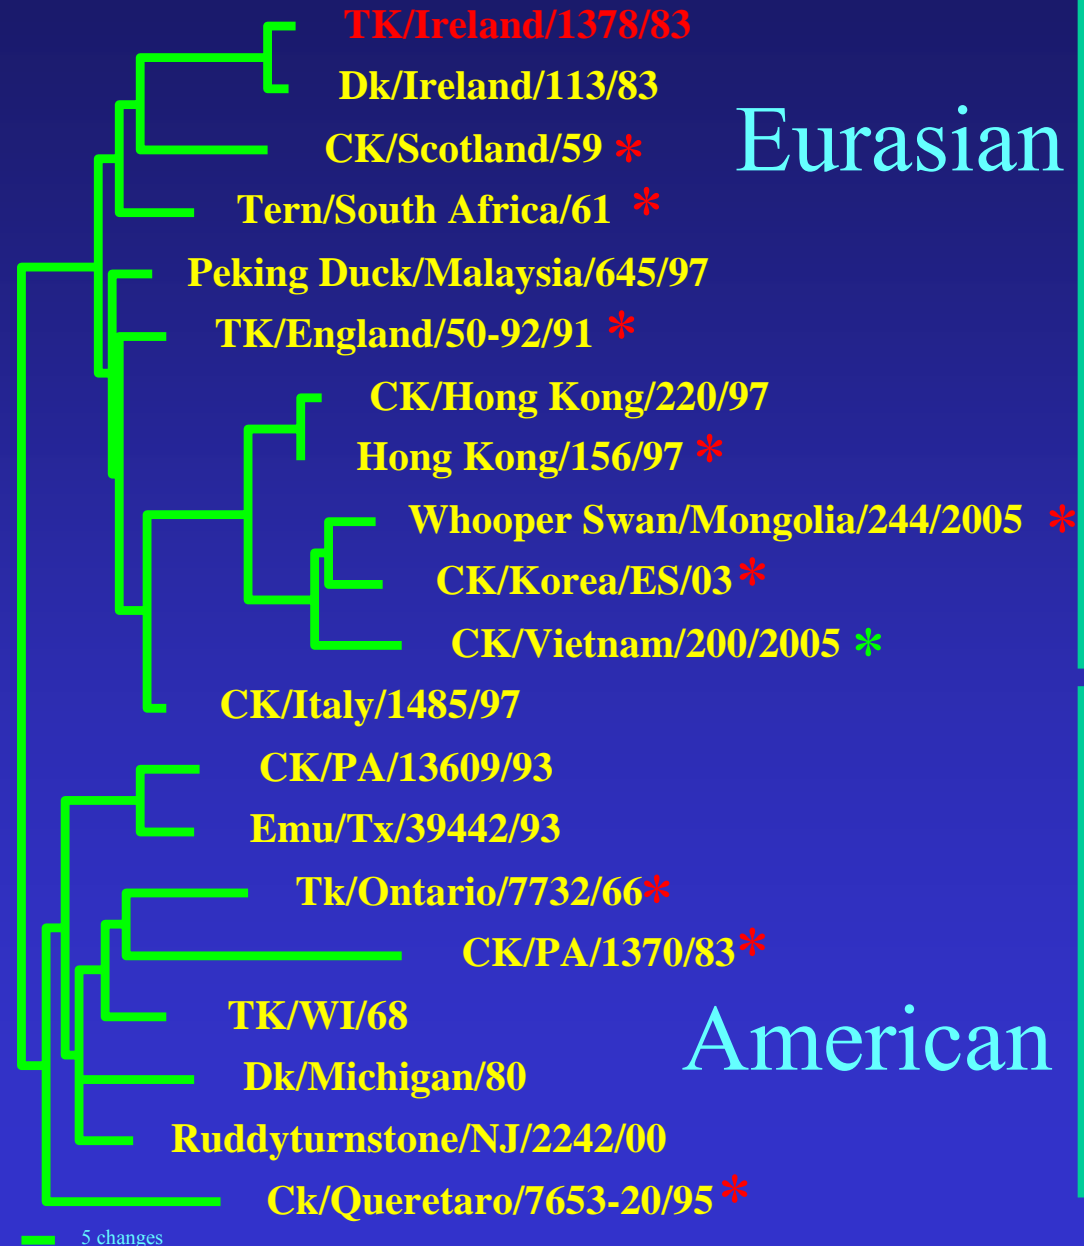 TK/Ireland/1378/83
Dk/Ireland/113/83
Eurasian
CK/Scotland/59 *
Tern/South Africa/61 *
Peking Duck/Malaysia/645/97
TK/England/50-92/91 *
CK/Hong Kong/220/97
Hong Kong/156/97 *
Whooper Swan/Mongolia/244/2005 *
CK/Korea/ES/03 *
CK/Vietnam/200/2005 *
CK/Italy/1485/97
CK/PA/13609/93
Emu/Tx/39442/93
Tk/Ontario/7732/66*
CK/PA/1370/83*
TK/WI/68
American
Dk/Michigan/80
Ruddyturnstone/NJ/2242/00
Ck/Queretaro/7653-20/95*
5 changes